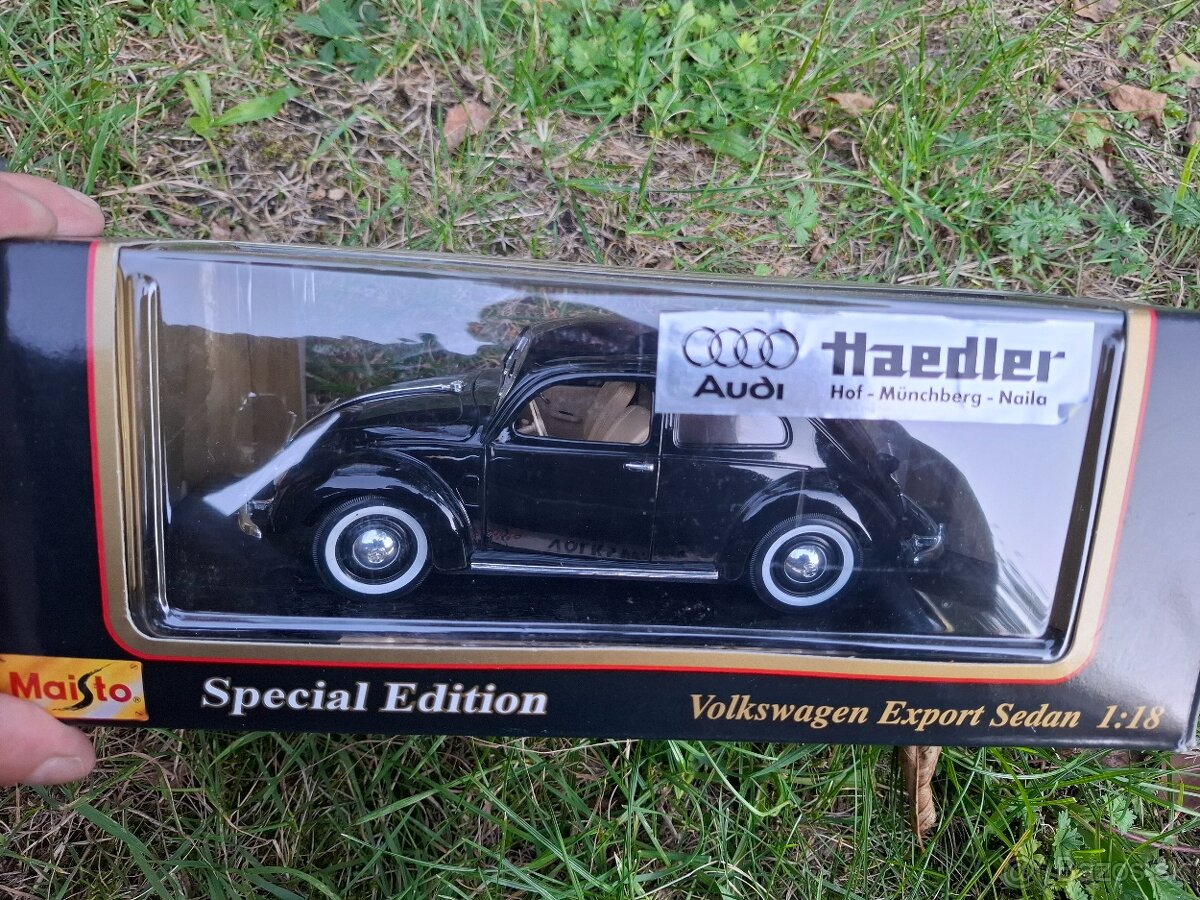 Audi
Haedler
Hof - Münchberg - Naila
Maisto
Special Edition
Volkswagen Export Sedan 1:18